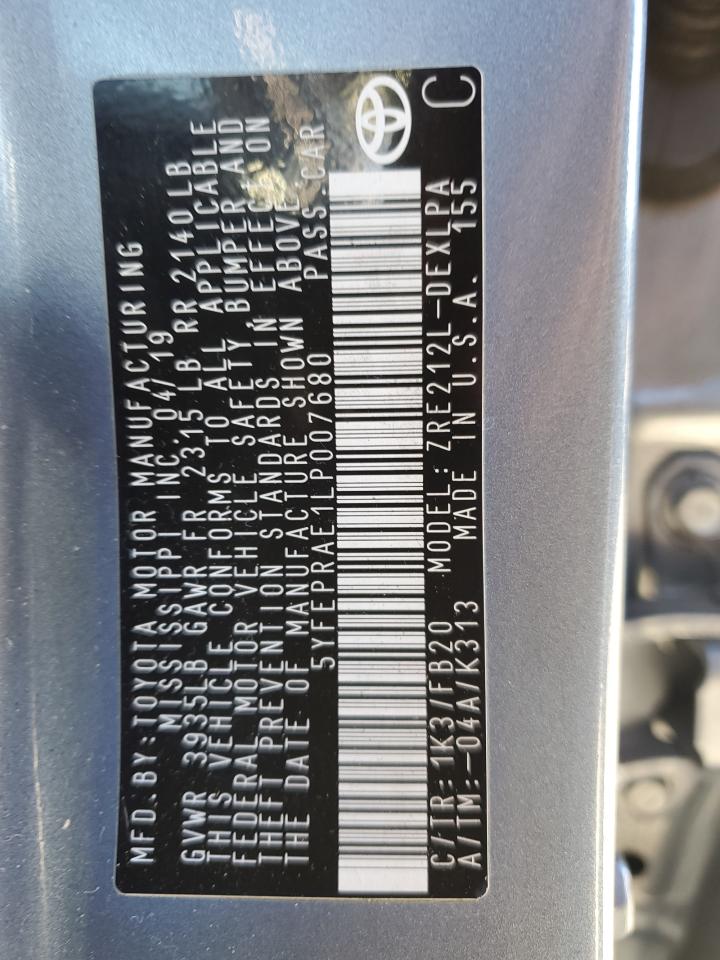 MFD. BY: TOYOTA MOTOR MANUFACTURING
MISSISSIPPI INC. 04/19
GVWR 3935LB GAWR FR 2315 LB RR 2140LB
THIS VEHICLE CONFORMS TO ALL APPLICABLE
FEDERAL MOTOR VEHICLE SAFETY, BUMPER, AND
THEFT PREVENTION STANDARDS IN EFFECT ON
THE DATE OF MANUFACTURE SHOWN ABOVE.
5YFEPRAE1LP007680 PASS. CAR
C/TR: 1K3/FB20 MODEL: ZRE212L-DEXLPA
A/TM: -04A/K313 MADE IN U.S.A. 155
C